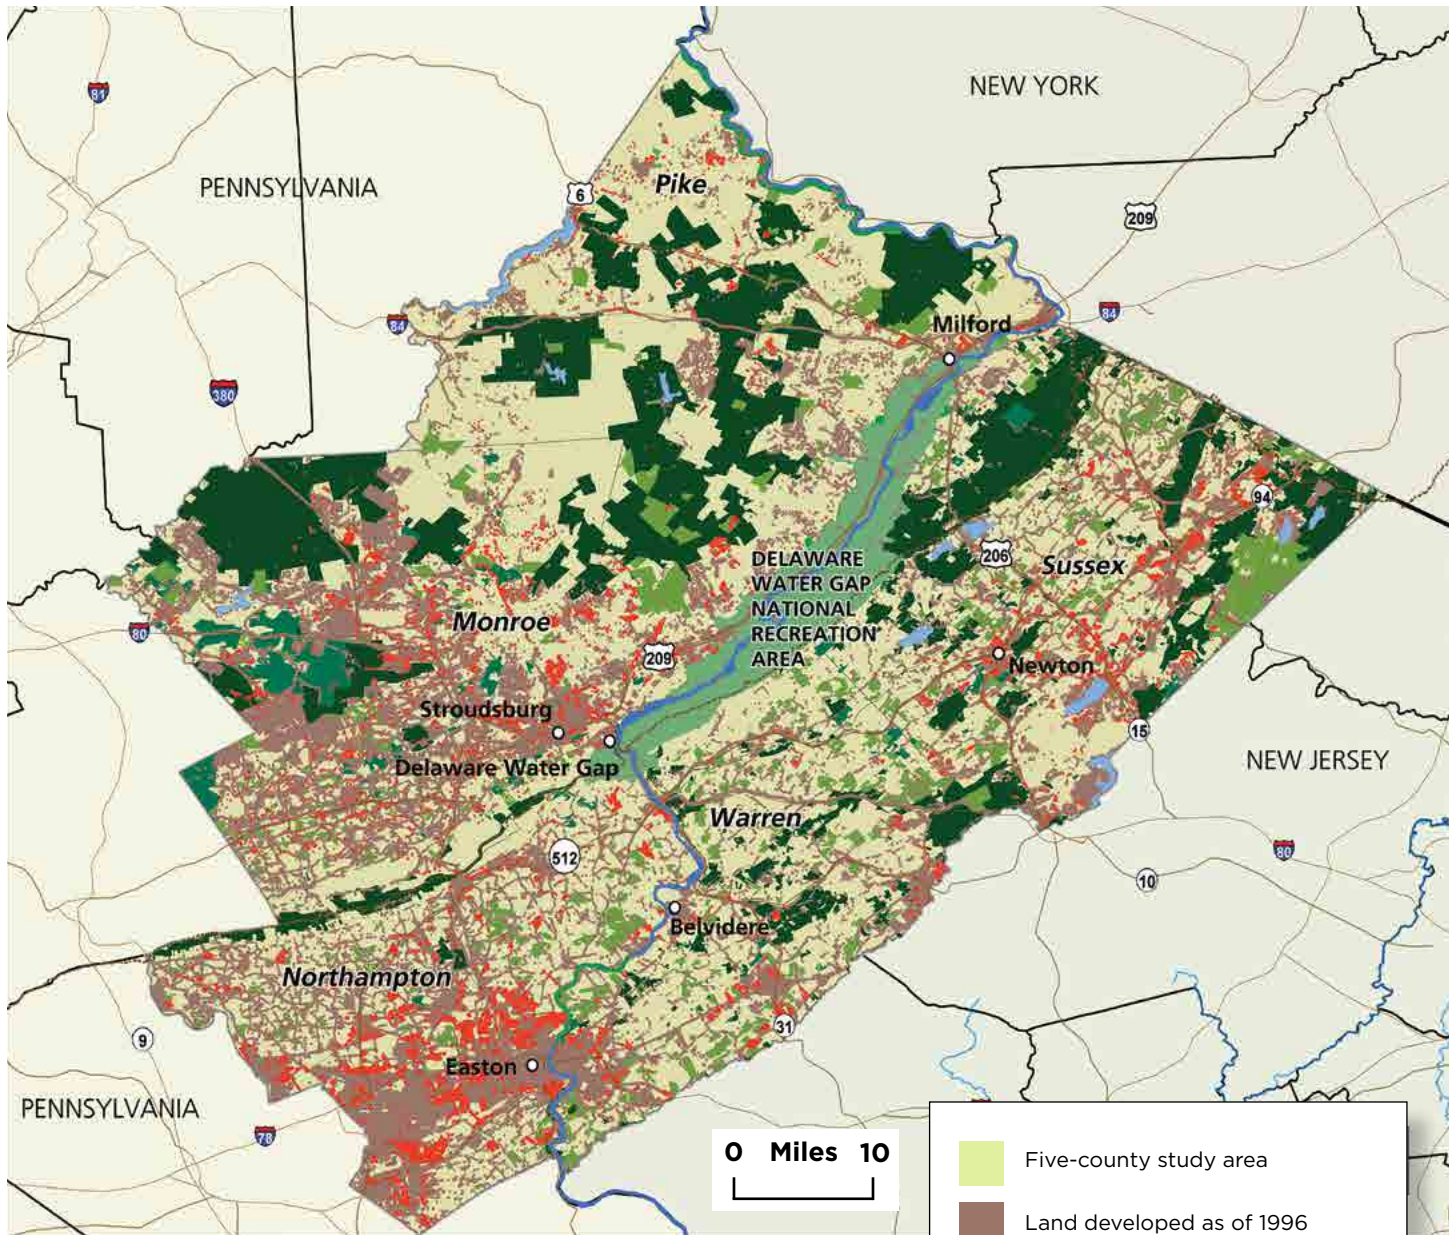 NEW YORK
81
PENNSYLVANIA
Pike
6
209
84
84
Milford
380
94
DELAWARE
WATER GAP
NATIONAL
RECREATION
AREA
206
Sussex
80
Monroe
209
Newton
Stroudsburg
15
Delaware Water Gap
NEW JERSEY
Warren
512
80
10
Belvidere
Northampton
31
9
Easton
PENNSYLVANIA
78
0 Miles 10
Five-county study area
Land developed as of 1996